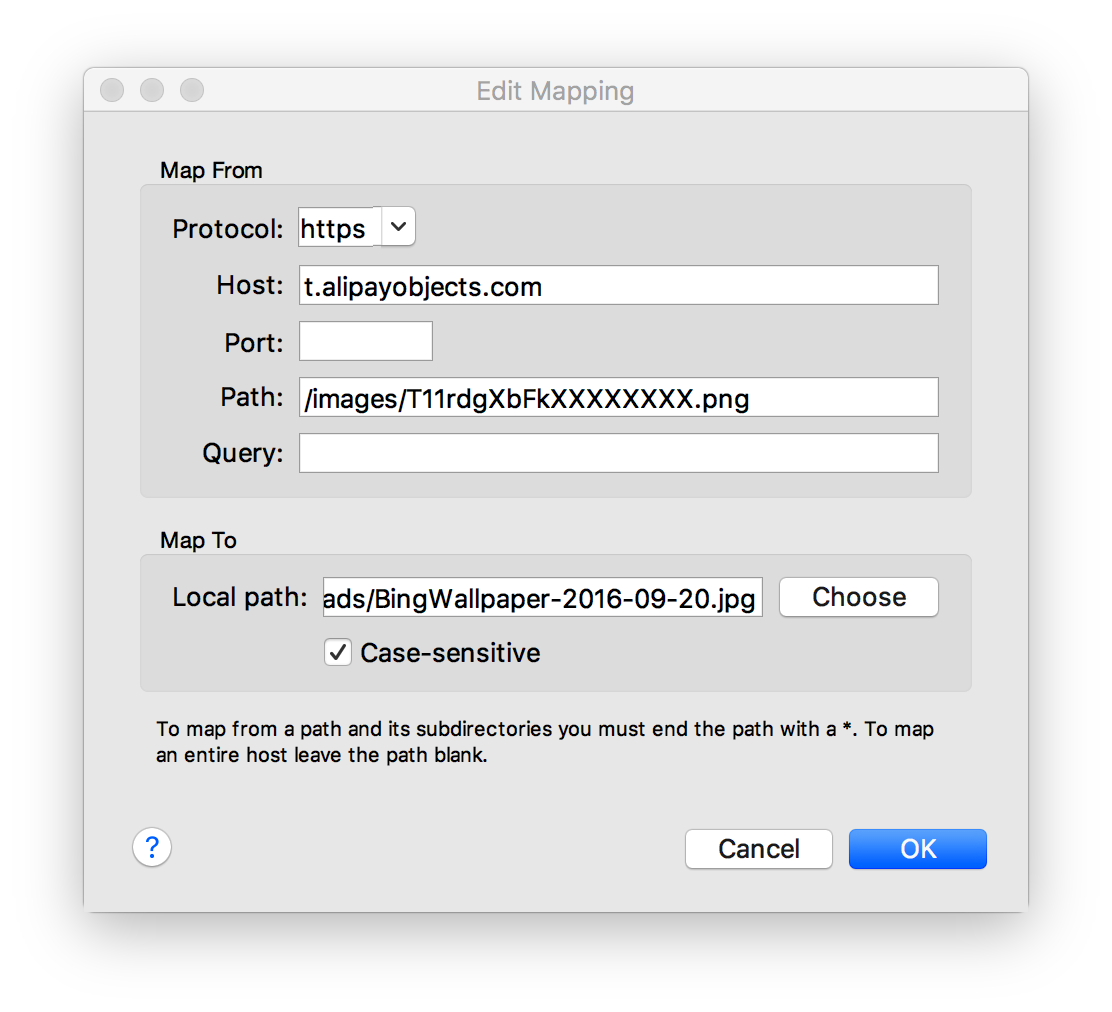 Edit Mapping
Map From
Protocol: https
Host: t.alipayobjects.com
Port:
Path: /images/T11rdgXbFkXXXXXXXX.png
Query:
Map To
Local path: ads/BingWallpaper-2016-09-20.jpg Choose
Case-sensitive
To map from a path and its subdirectories you must end the path with a *. To map
an entire host leave the path blank.
? Cancel OK